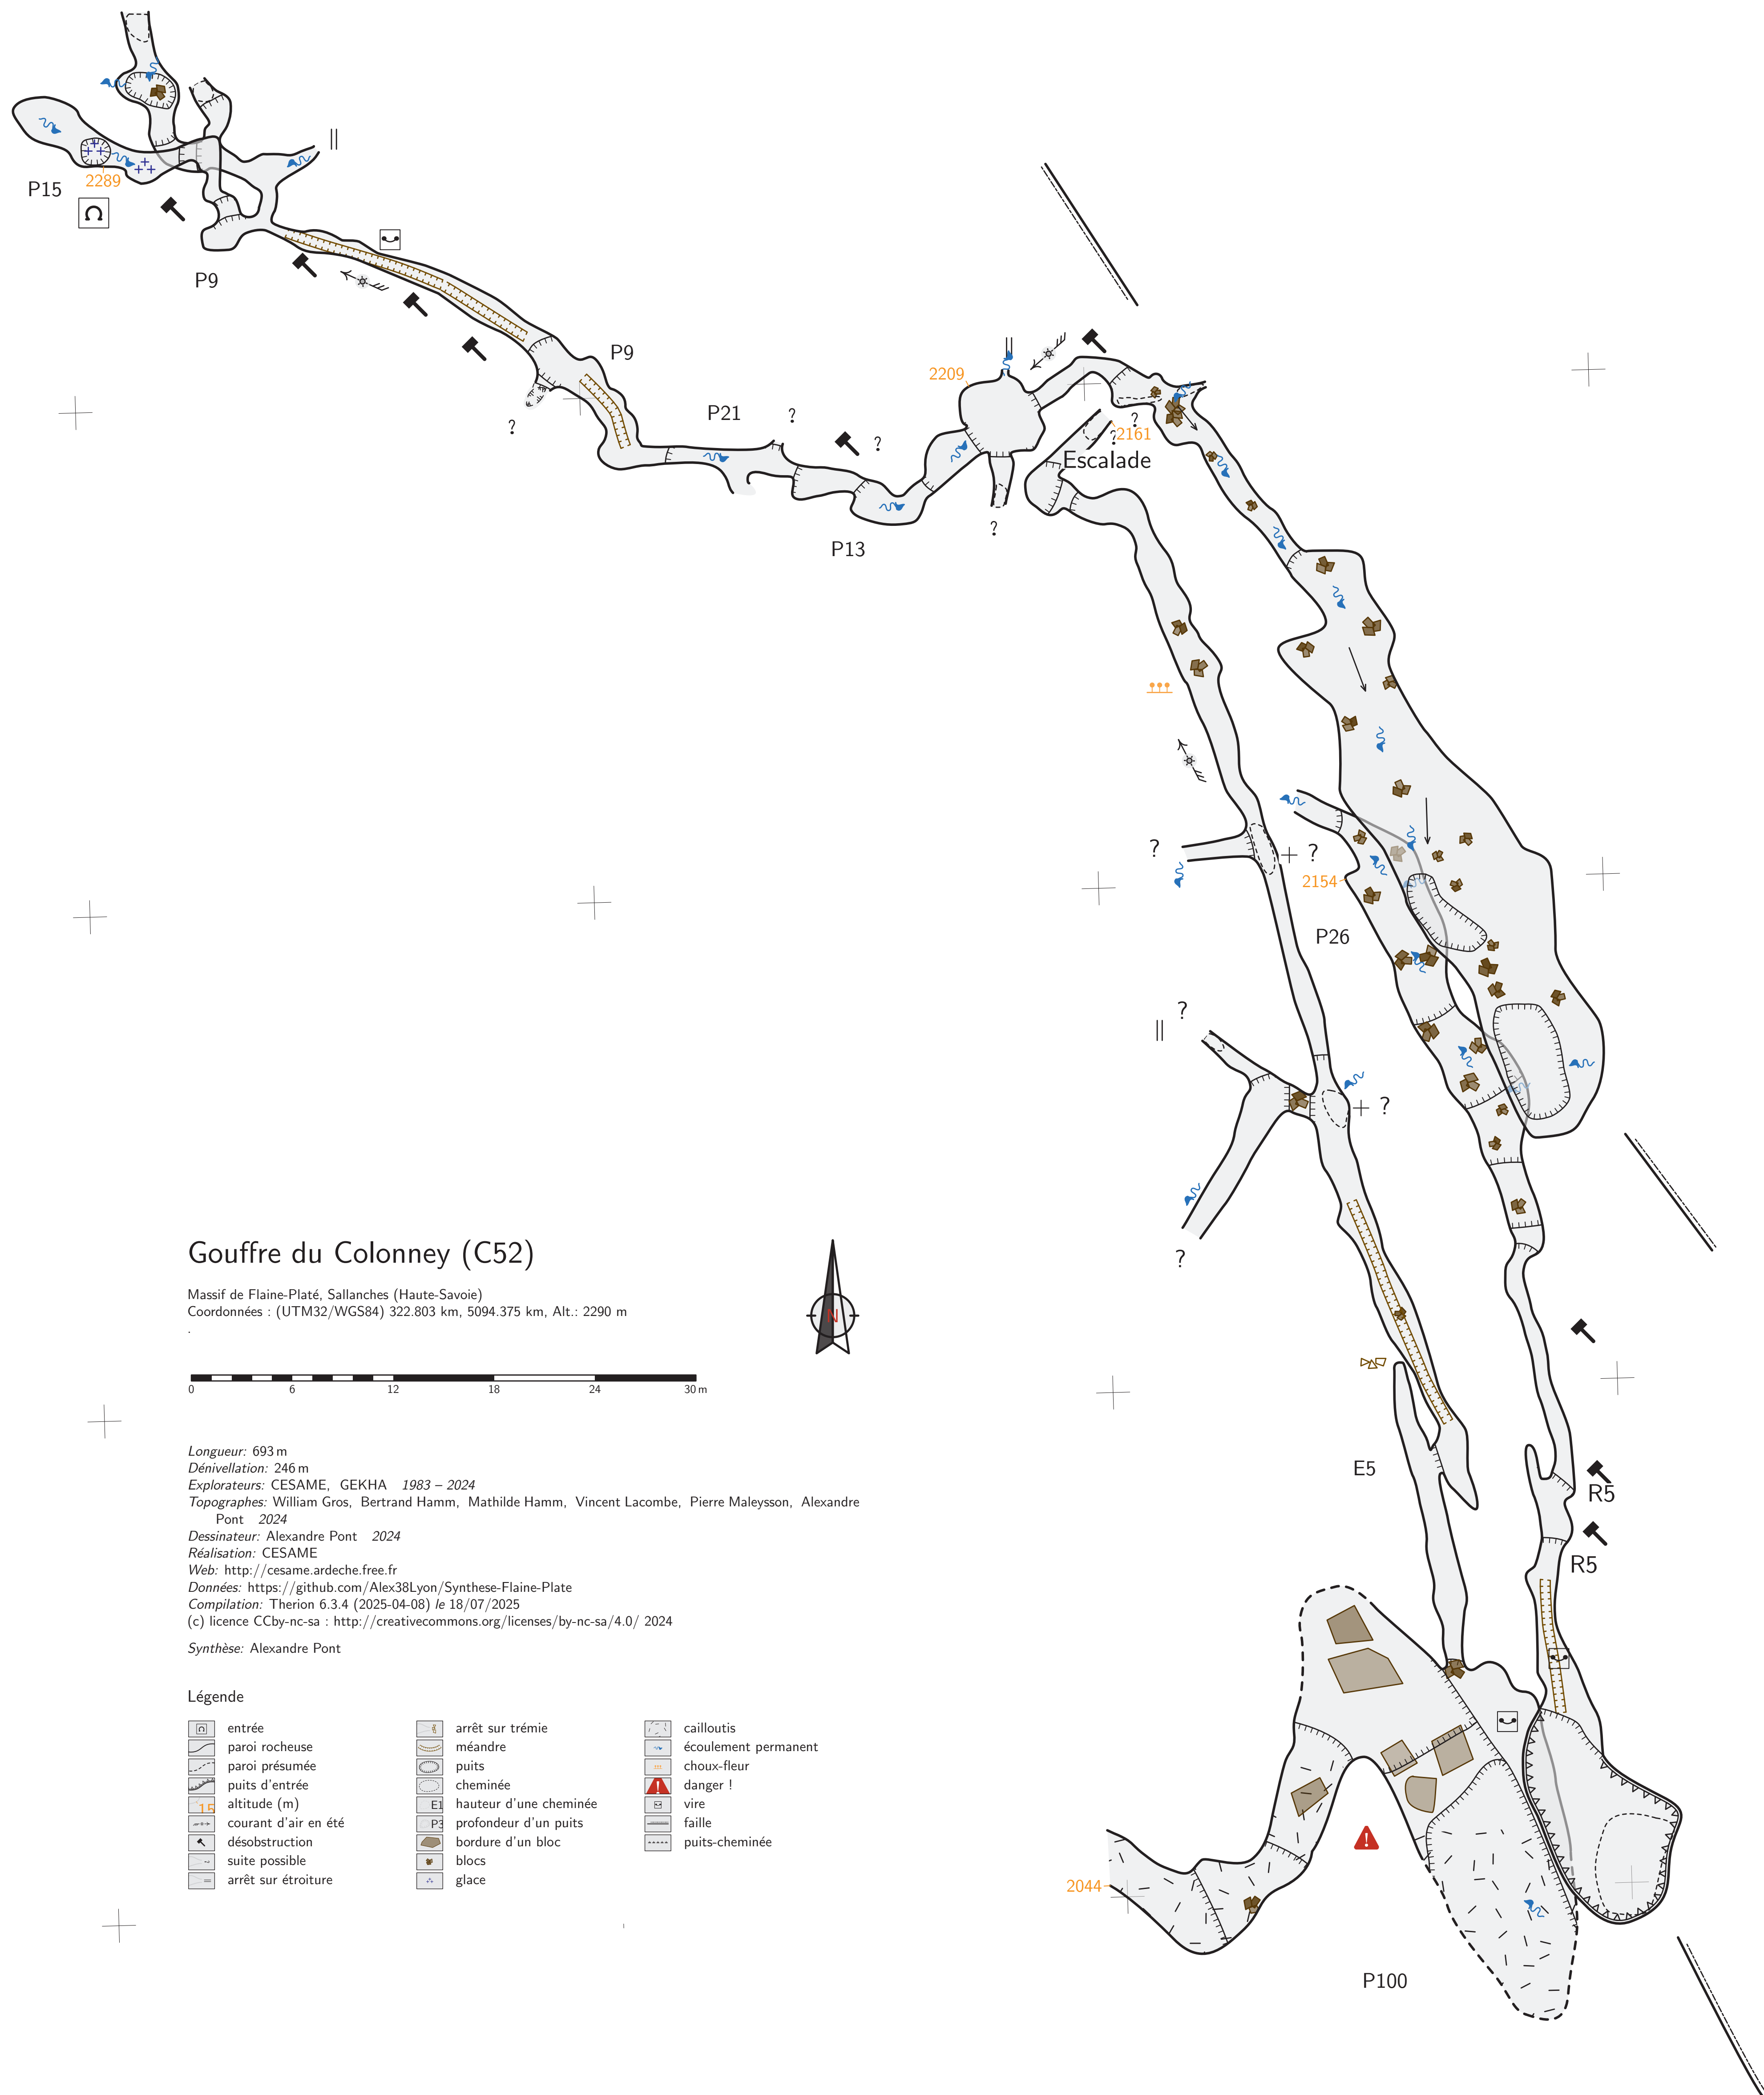 ||
2289
P15
P9
P9
?
P21
?
?
2209
||
P13
?
?
?
2161
Escalade
?
+ ?
2154
P26
?
||
+ ?
?
Gouffre du Colonney (C52)
Massif de Flaine-Platé, Sallanches (Haute-Savoie)
Coordonnées : (UTM32/WGS84) 322.803 km, 5094.375 km, Alt.: 2290 m
.
N
0 6 12 18 24 30 m
Longueur: 693 m
Dénivellation: 246 m
Explorateurs: CESAME, GEKHA 1983 – 2024
Topographes: William Gros, Bertrand Hamm, Mathilde Hamm, Vincent Lacombe, Pierre Maleysson, Alexandre
Pont 2024
Dessinateur: Alexandre Pont 2024
Réalisation: CESAME
Web: http://cesame.ardeche.free.fr
Données: https://github.com/Alex38Lyon/Synthese-Flaine-Plate
Compilation: Therion 6.3.4 (2025-04-08) le 18/07/2025
(c) licence CCby-nc-sa : http://creativecommons.org/licenses/by-nc-sa/4.0/ 2024
Synthèse: Alexandre Pont
E5
R5
R5
Légende
entrée
paroi rocheuse
paroi présumée
puits d'entrée
15 altitude (m)
courant d'air en été
désobstruction
suite possible
arrêt sur étroiture
arrêt sur trémie
méandre
puits
cheminée
E1 hauteur d'une cheminée
P3 profondeur d'un puits
bordure d'un bloc
blocs
glace
cailloutis
écoulement permanent
choux-fleur
danger !
vire
faille
puits-cheminée
!
2044
P100